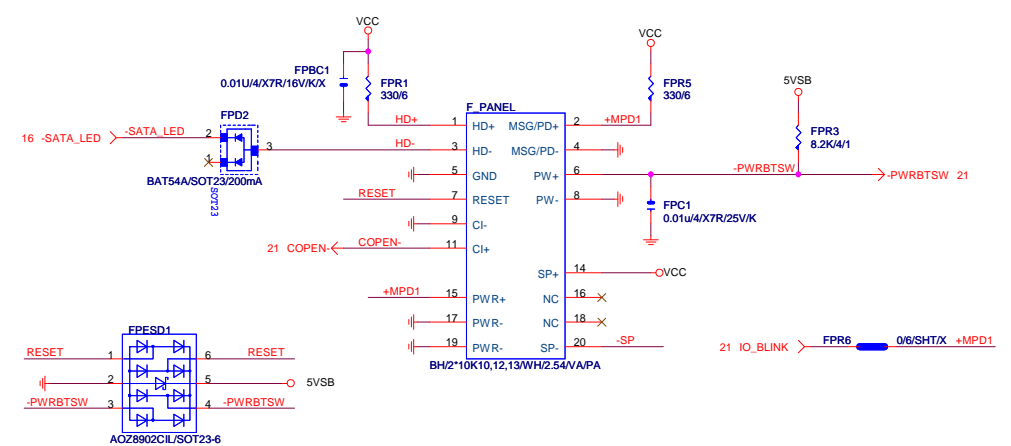 VCC
VCC
FPBC1
0.01U/4/X7R/16V/K/X
FPR1
330/6
FPR5
330/6
5VSB
FPD2
F_PANEL
FPR3
8.2K/4/1
16 -SATA_LED
-SATA_LED
2
1
3
BAT54A/SOT23/200mA
SOT23
HD+
1
HD+
MSG/PD+
2
+MPD1
HD-
3
HD-
MSG/PD-
4
5
GND
PW+
6
-PWRBTSW
-PWRBTSW 21
RESET
7
RESET
PW-
8
FPC1
0.01u/4/X7R/25V/K
9
CI-
21 COPEN-
COPEN-
11
CI+
SP+
14
VCC
+MPD1
15
PWR+
NC
16
17
PWR-
NC
18
19
PWR-
SP-
20
-SP
BH/2*10K10,12,13/WH/2.54/VA/PA
FPESD1
RESET
1
6
RESET
2
5
5VSB
-PWRBTSW
3
4
-PWRBTSW
AOZ8902CIL/SOT23-6
21 IO_BLINK
FPR6
0/6/SHT/X
+MPD1